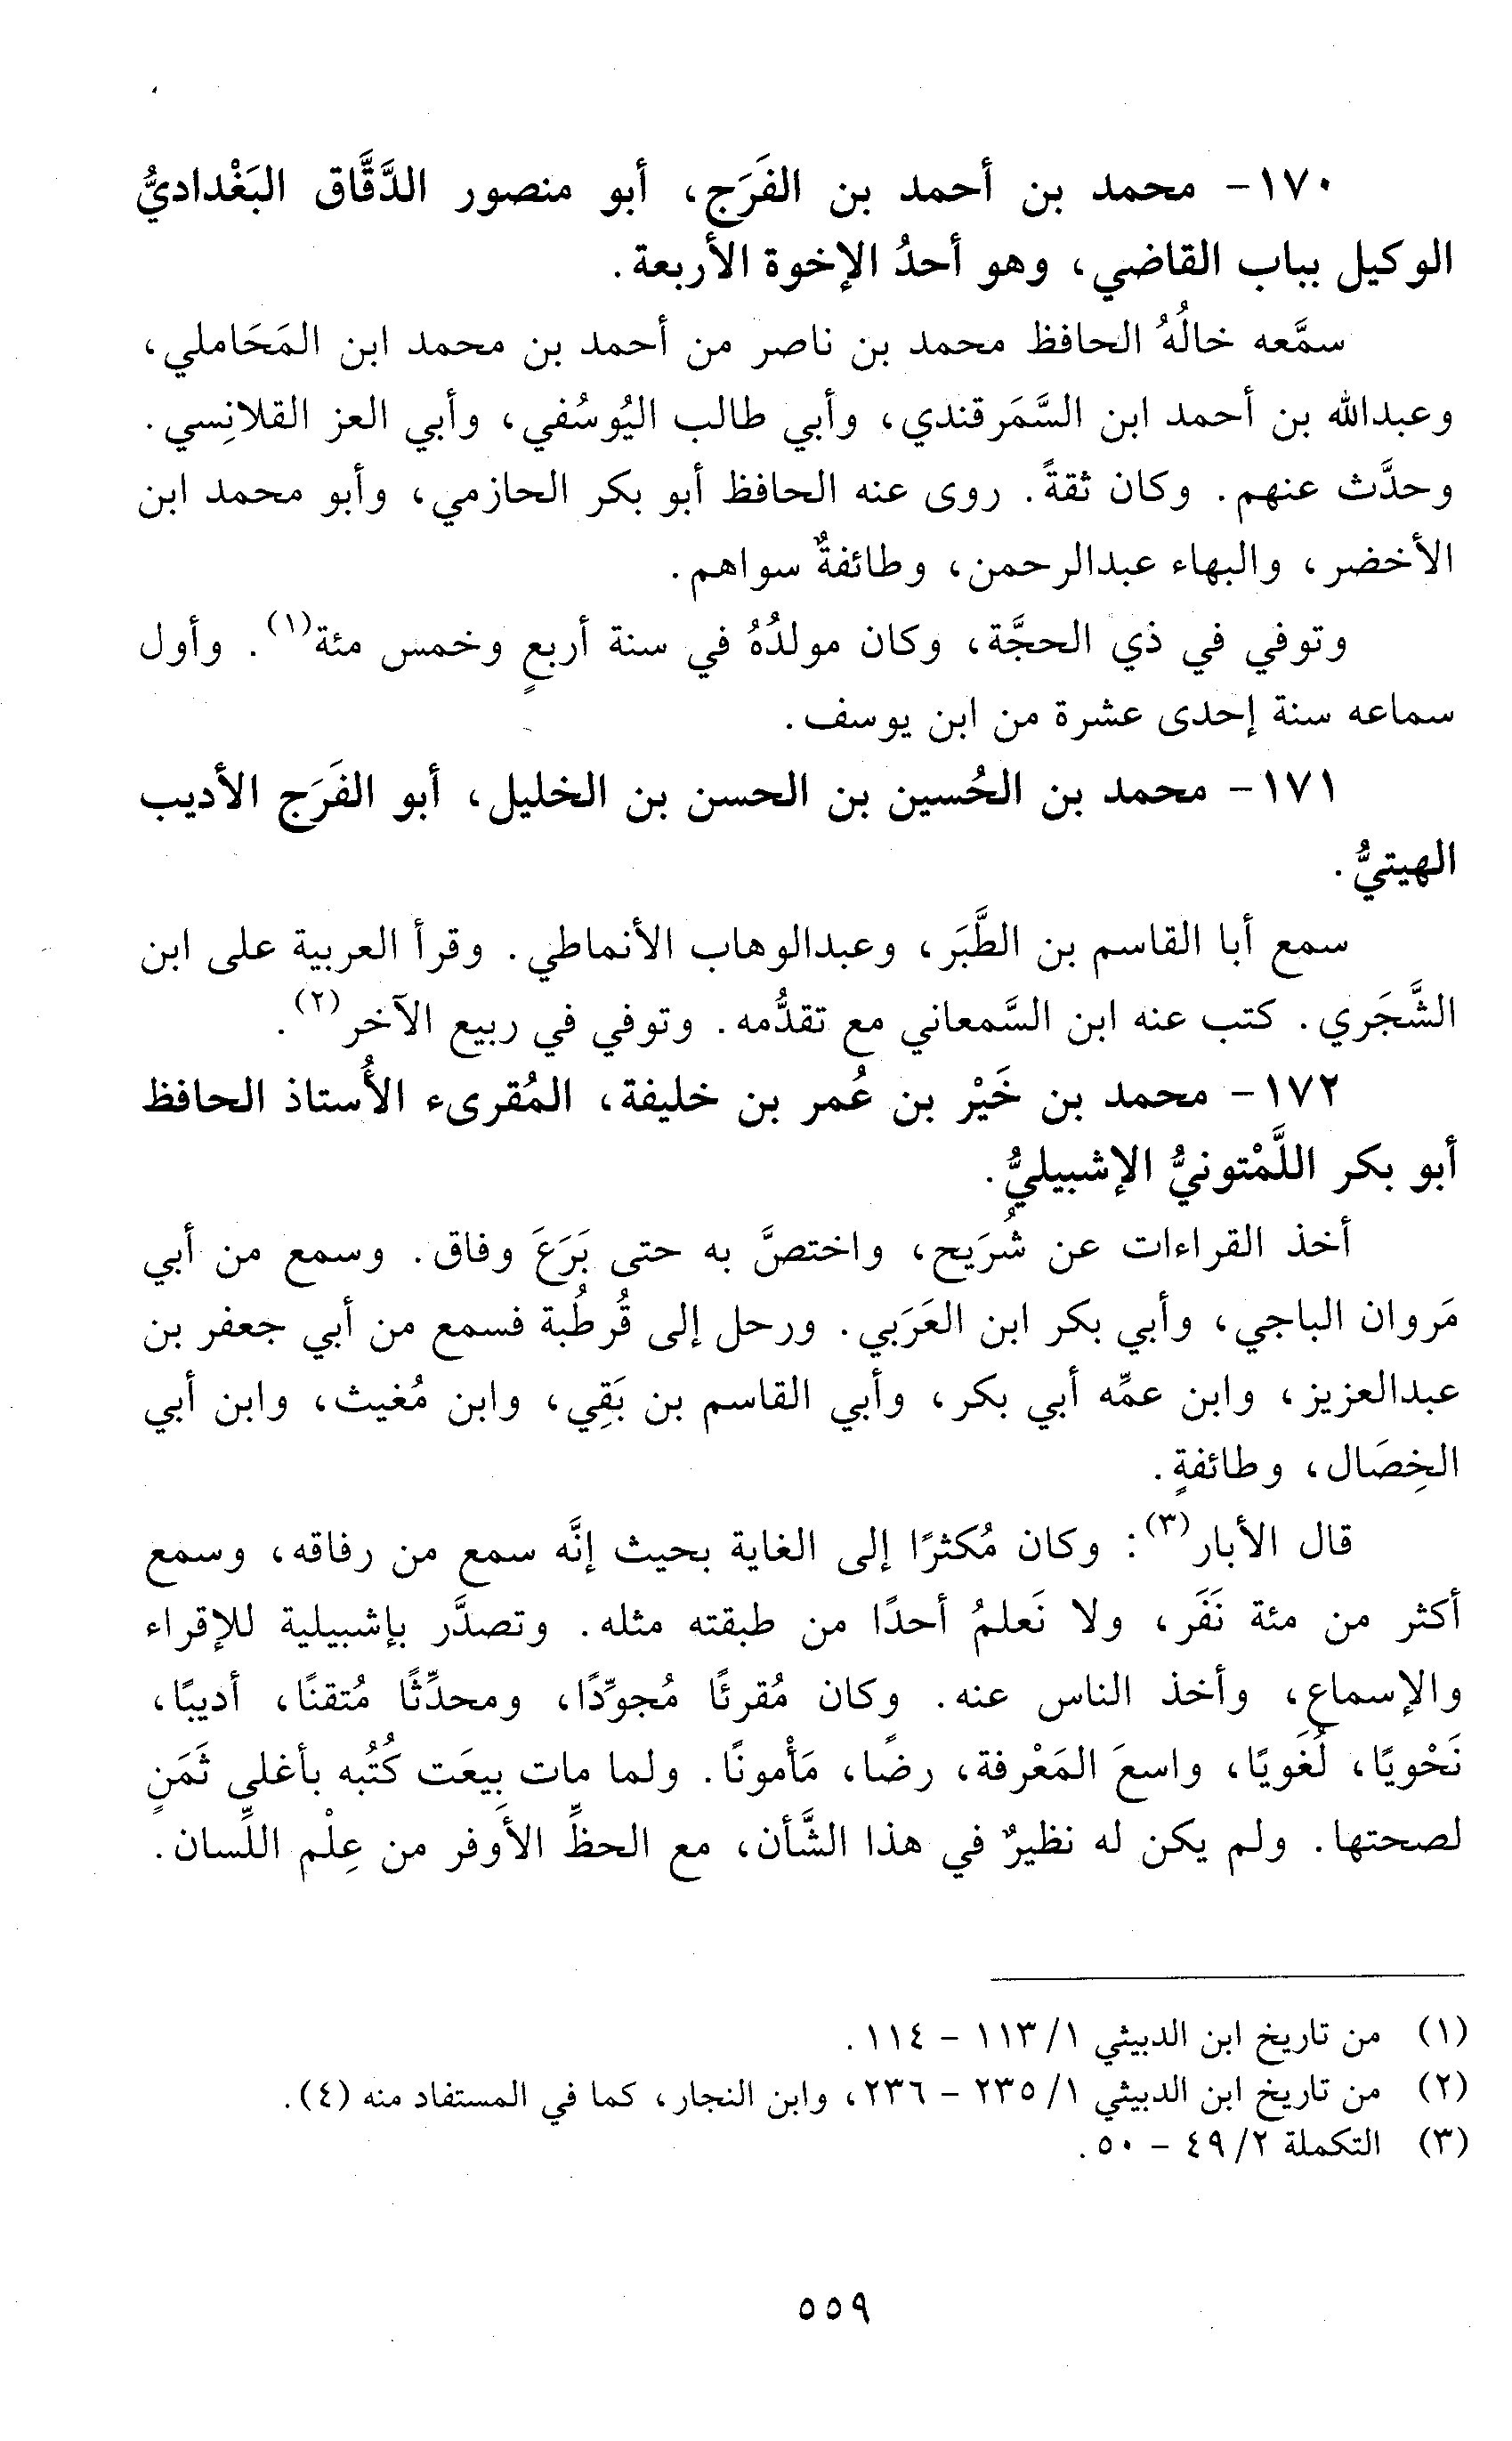 ١٧٠ - محمد بن أحمد بن الفَرَج، أبو منصور الدَّقَّاق البَغْداديُّ
الوكيل بباب القاضي، وهو أحدُ الإخوة الأربعة.
سمَّعه خالُهُ الحافظ محمد بن ناصر من أحمد بن محمد ابن المَحَاملي،
وعبدالله بن أحمد ابن السَّمَرقندي، وأبي طالب اليُوسُفي، وأبي العز القلانِسي.
وحدَّث عنهم. وكان ثقةً. روى عنه الحافظ أبو بكر الحازمي، وأبو محمد ابن
الأخضر، والبهاء عبدالرحمن، وطائفةٌ سواهم.
وتوفي في ذي الحجَّة، وكان مولدُهُ في سنة أربعٍ وخمس مئة(١). وأول
سماعه سنة إحدى عشرة من ابن يوسف.
١٧١ - محمد بن الحُسين بن الحسن بن الخليل، أبو الفَرَج الأديب
الهيتيُّ.
سمع أبا القاسم بن الطَّبَر، وعبدالوهاب الأنماطي. وقرأ العربية على ابن
الشَّجَري. كتب عنه ابن السَّمعاني مع تقدُّمه. وتوفي في ربيع الآخر(٢).
١٧٢ - محمد بن خَيْر بن عُمر بن خليفة، المُقرىء الأُستاذ الحافظ
أبو بكر اللَّمْتونيُّ الإشبيليُّ.
أخذ القراءات عن شُرَيح، واختصَّ به حتى بَرَعَ وفاق. وسمع من أبي
مَروان الباجي، وأبي بكر ابن العَرَبي. ورحل إلى قُرطُبة فسمع من أبي جعفر بن
عبدالعزيز، وابن عمِّه أبي بكر، وأبي القاسم بن بَقِي، وابن مُغيث، وابن أبي
الخِصَال، وطائفةٍ.
قال الأبار(٣): وكان مُكثرًا إلى الغاية بحيث إنَّه سمع من رفاقه، وسمع
أكثر من مئة نَفَر، ولا نَعلمُ أحدًا من طبقته مثله. وتصدَّر بإشبيلية للإقراء
والإسماع، وأخذ الناس عنه. وكان مُقرئًا مُجوِّدًا، ومحدِّثًا مُتقنًا، أديبًا،
نَحْويًا، لُغَويًا، واسعَ المَعْرفة، رضًا، مَأْمونًا. ولما مات بِيعَت كُتُبه بأغلى ثَمَنٍ
لصحتها. ولم يكن له نظيرٌ في هذا الشَّأن، مع الحظِّ الأوفر من عِلْم اللِّسان.
(١) من تاريخ ابن الدبيثي ١/ ١١٣ - ١١٤.
(٢) من تاريخ ابن الدبيثي ١/ ٢٣٥ - ٢٣٦، وابن النجار، كما في المستفاد منه (٤).
(٣) التكملة ٢/ ٤٩ - ٥٠.
٥٥٩